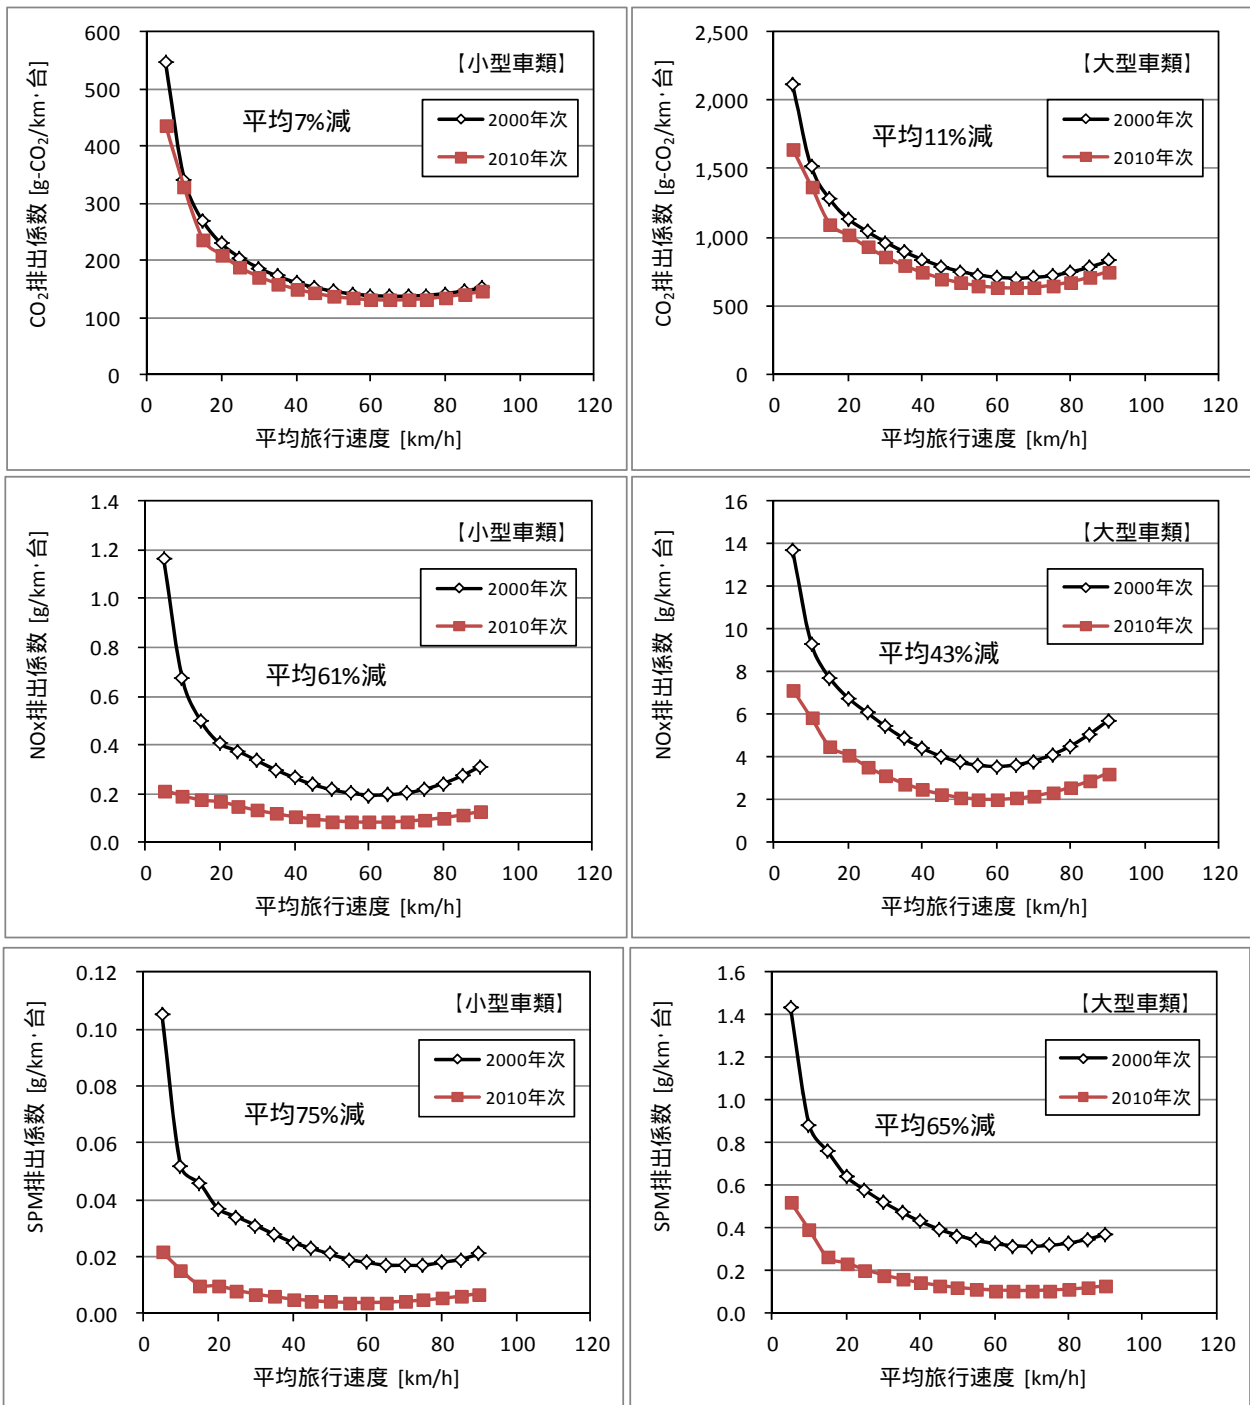 【小型車類】
平均7%減
2000年次
2010年次
CO₂排出係数 [g-CO₂/km·台]
600
500
400
300
200
100
0
0 20 40 60 80 100 120
平均旅行速度 [km/h]
【大型車類】
平均11%減
2000年次
2010年次
CO₂排出係数 [g-CO₂/km·台]
2,500
2,000
1,500
1,000
500
0
0 20 40 60 80 100 120
平均旅行速度 [km/h]
【小型車類】
平均61%減
2000年次
2010年次
NOx排出係数 [g/km·台]
1.4
1.2
1.0
0.8
0.6
0.4
0.2
0.0
0 20 40 60 80 100 120
平均旅行速度 [km/h]
【大型車類】
平均43%減
2000年次
2010年次
NOx排出係数 [g/km·台]
16
14
12
10
8
6
4
2
0
0 20 40 60 80 100 120
平均旅行速度 [km/h]
【小型車類】
平均75%減
2000年次
2010年次
SPM排出係数 [g/km·台]
0.12
0.10
0.08
0.06
0.04
0.02
0.00
0 20 40 60 80 100 120
平均旅行速度 [km/h]
【大型車類】
平均65%減
2000年次
2010年次
SPM排出係数 [g/km·台]
1.6
1.4
1.2
1.0
0.8
0.6
0.4
0.2
0.0
0 20 40 60 80 100 120
平均旅行速度 [km/h]